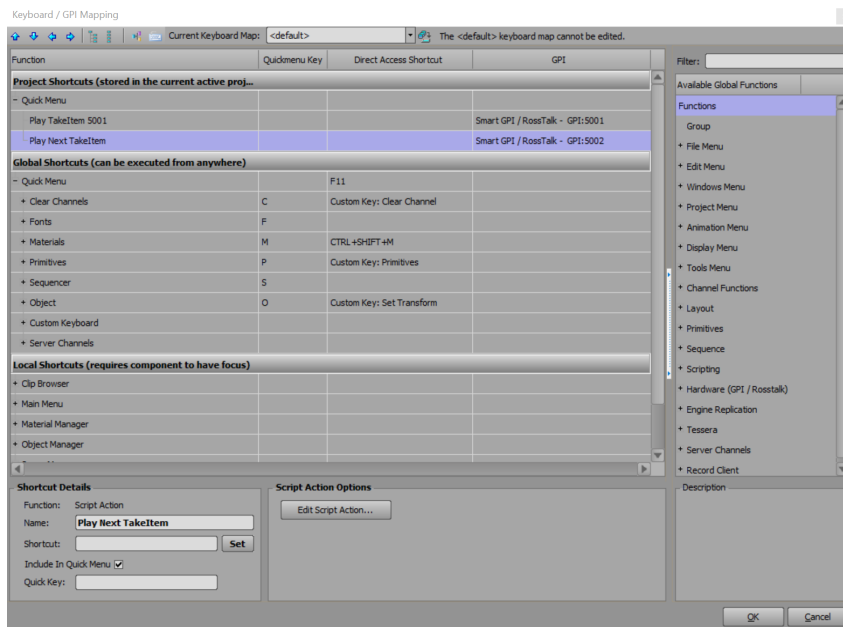 Keyboard / GPI Mapping
Current Keyboard Map: <default> The <default> keyboard map cannot be edited.
Function Quickmenu Key Direct Access Shortcut GPI
Project Shortcuts (stored in the current active proj...
- Quick Menu
Play TakeItem 5001 Smart GPI / RossTalk - GPI:5001
Play Next TakeItem Smart GPI / RossTalk - GPI:5002
Global Shortcuts (can be executed from anywhere)
- Quick Menu F11
+ Clear Channels C Custom Key: Clear Channel
+ Fonts F
+ Materials M CTRL+SHIFT+M
+ Primitives P Custom Key: Primitives
+ Sequencer S
+ Object O Custom Key: Set Transform
+ Custom Keyboard
+ Server Channels
Local Shortcuts (requires component to have focus)
+ Clip Browser
+ Main Menu
+ Material Manager
+ Object Manager
Filter:
Available Global Functions
Functions
Group
+ File Menu
+ Edit Menu
+ Windows Menu
+ Project Menu
+ Animation Menu
+ Display Menu
+ Tools Menu
+ Channel Functions
+ Layout
+ Primitives
+ Sequence
+ Scripting
+ Hardware (GPI / Rosstalk)
+ Engine Replication
+ Tessera
+ Server Channels
+ Record Client
Shortcut Details
Function: Script Action
Name: Play Next TakeItem
Shortcut: Set
Include In Quick Menu
Quick Key:
Script Action Options
Edit Script Action...
Description
OK Cancel